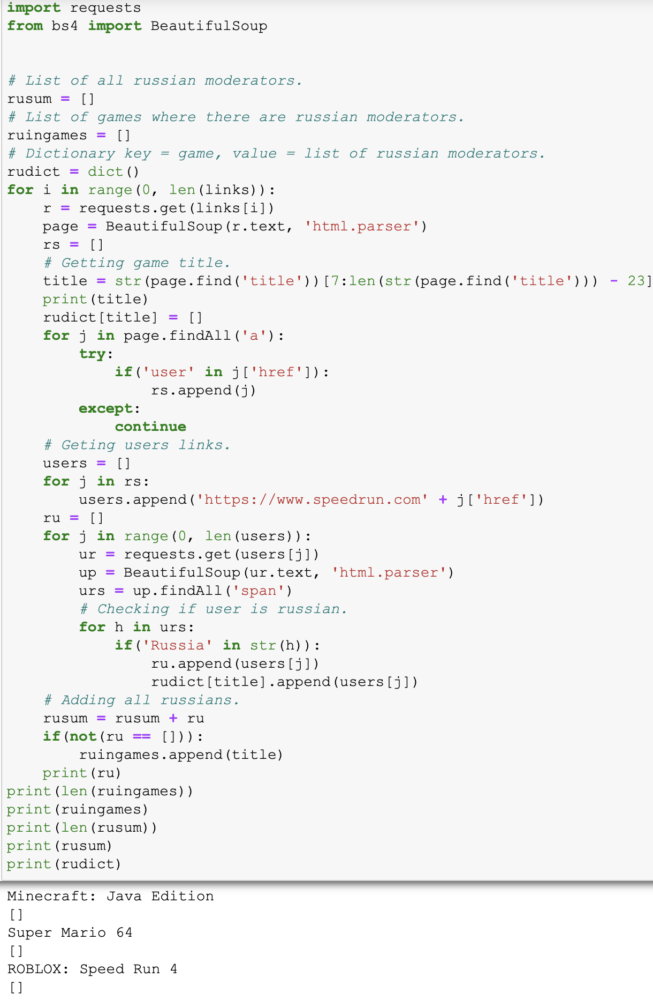 import requests
from bs4 import BeautifulSoup
# List of all russian moderators.
rusum = []
# List of games where there are russian moderators.
ruingames = []
# Dictionary key = game, value = list of russian moderators.
rudict = dict()
for i in range(0, len(links)):
    r = requests.get(links[i])
    page = BeautifulSoup(r.text, 'html.parser')
    rs = []
    # Getting game title.
    title = str(page.find('title'))[7:len(str(page.find('title'))) - 23]
    print(title)
    rudict[title] = []
    for j in page.findAll('a'):
        try:
            if('user' in j['href']):
                rs.append(j)
        except:
            continue
    # Geting users links.
    users = []
    for j in rs:
        users.append('https://www.speedrun.com' + j['href'])
    ru = []
    for j in range(0, len(users)):
        ur = requests.get(users[j])
        up = BeautifulSoup(ur.text, 'html.parser')
        urs = up.findAll('span')
        # Checking if user is russian.
        for h in urs:
            if('Russia' in str(h)):
                ru.append(users[j])
                rudict[title].append(users[j])
    # Adding all russians.
    rusum = rusum + ru
    if(not(ru == [])):
        ruingames.append(title)
    print(ru)
print(len(ruingames))
print(ruingames)
print(len(rusum))
print(rusum)
print(rudict)
Minecraft: Java Edition
[]
Super Mario 64
[]
ROBLOX: Speed Run 4
[]